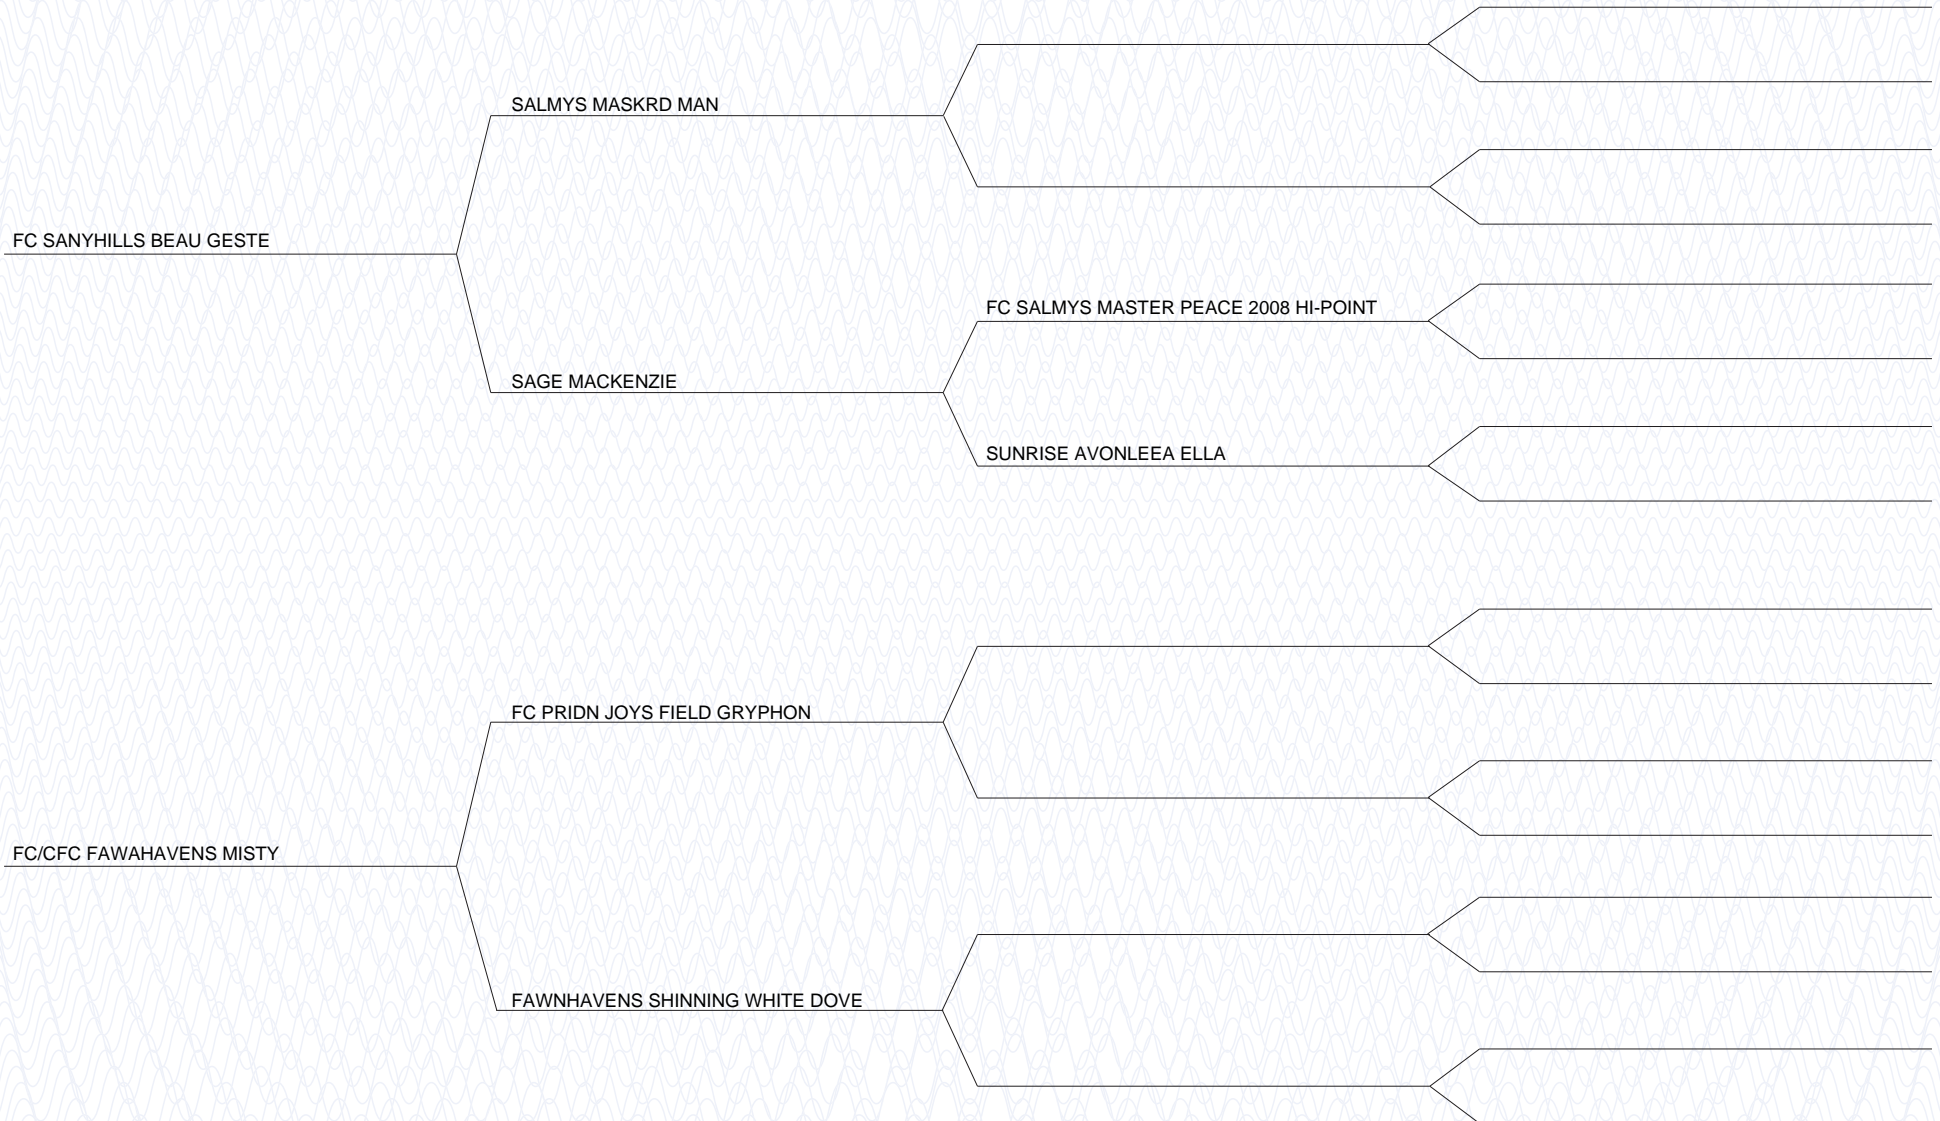 SALMYS MASKRD MAN
FC SANYHILLS BEAU GESTE
FC SALMYS MASTER PEACE 2008 HI-POINT
SAGE MACKENZIE
SUNRISE AVONLEEA ELLA
FC PRIDN JOYS FIELD GRYPHON
FC/CFC FAWAHAVENS MISTY
FAWNHAVENS SHINNING WHITE DOVE